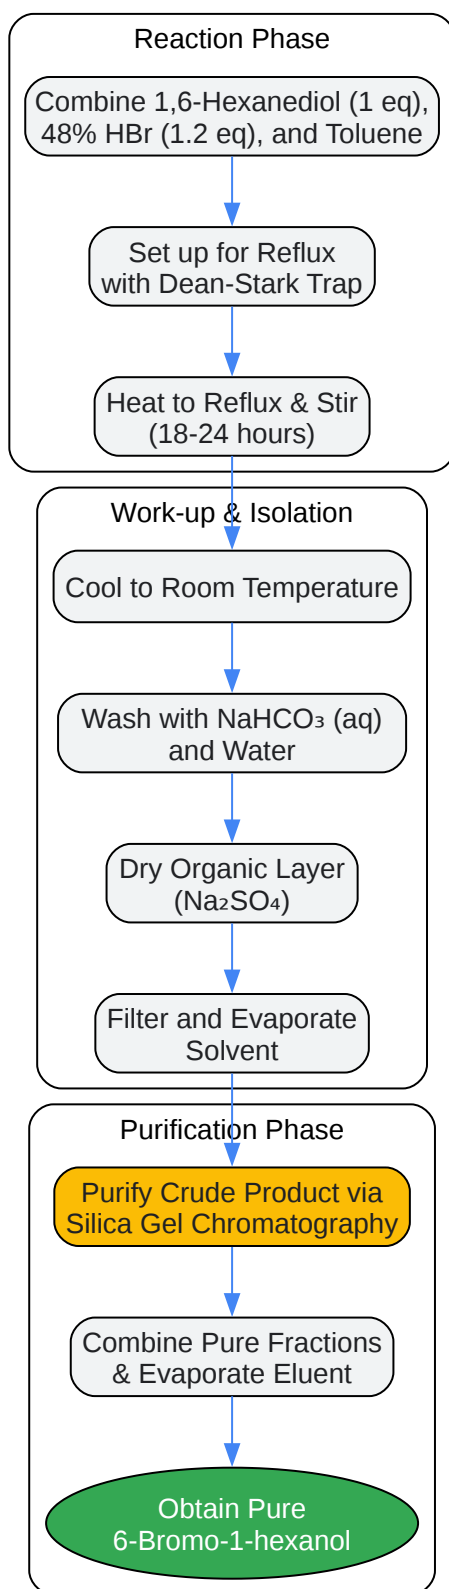 Reaction Phase
Combine 1,6-Hexanediol (1 eq),
48% HBr (1.2 eq), and Toluene
Set up for Reflux
with Dean-Stark Trap
Heat to Reflux & Stir
(18-24 hours)
Work-up & Isolation
Cool to Room Temperature
Wash with NaHCO₃ (aq)
and Water
Dry Organic Layer
(Na₂SO₄)
Filter and Evaporate
Solvent
Purification Phase
Purify Crude Product via
Silica Gel Chromatography
Combine Pure Fractions
& Evaporate Eluent
Obtain Pure
6-Bromo-1-hexanol